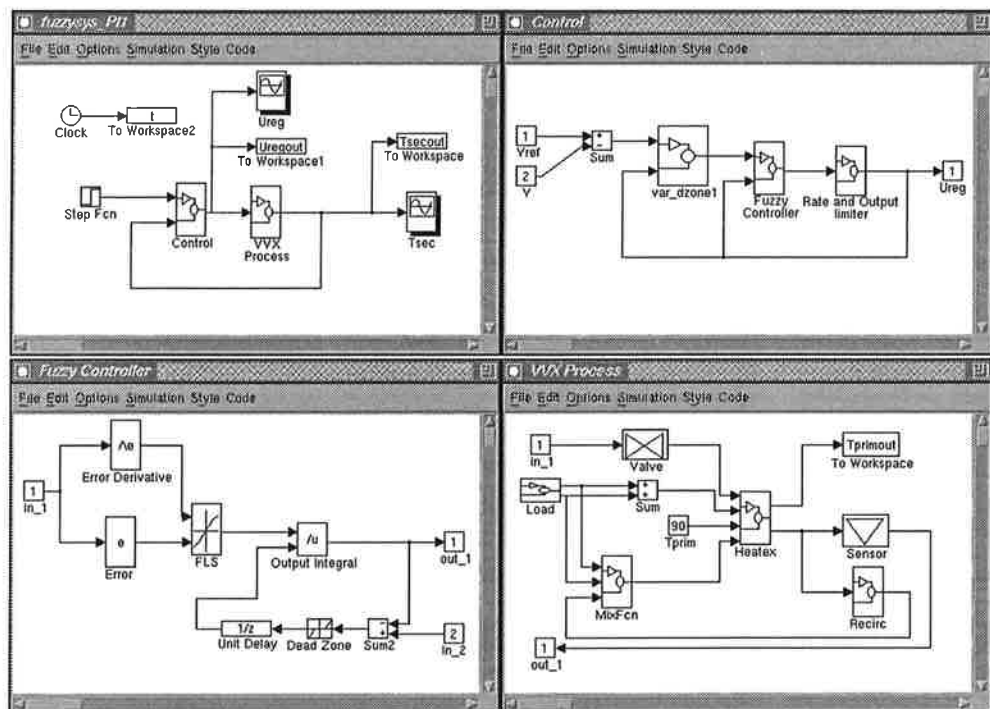 fuzzysys_PI1
File Edit Options Simulation Style Code
Clock
t
To Workspace2
Ureg
Uregout
To Workspace1
Tsecout
To Workspace
Step Fcn
Control
VVX
Process
Tsec
Control
File Edit Options Simulation Style Code
1
Vref
2
V
+
−
Sum
var_dzone1
Fuzzy
Controller
Rate and Output
limiter
1
Ureg
Fuzzy Controller
File Edit Options Simulation Style Code
/\e
Error Derivative
1
in_1
e
Error
FLS
/u
Output Integral
1
out_1
1/z
Unit Delay
Dead Zone
−
+
Sum2
2
in_2
VVX Process
File Edit Options Simulation Style Code
1
in_1
Valve
Tprimout
To Workspace
Load
+
+
Sum
90
Tprim
Heatex
Sensor
MixFcn
Recirc
1
out_1